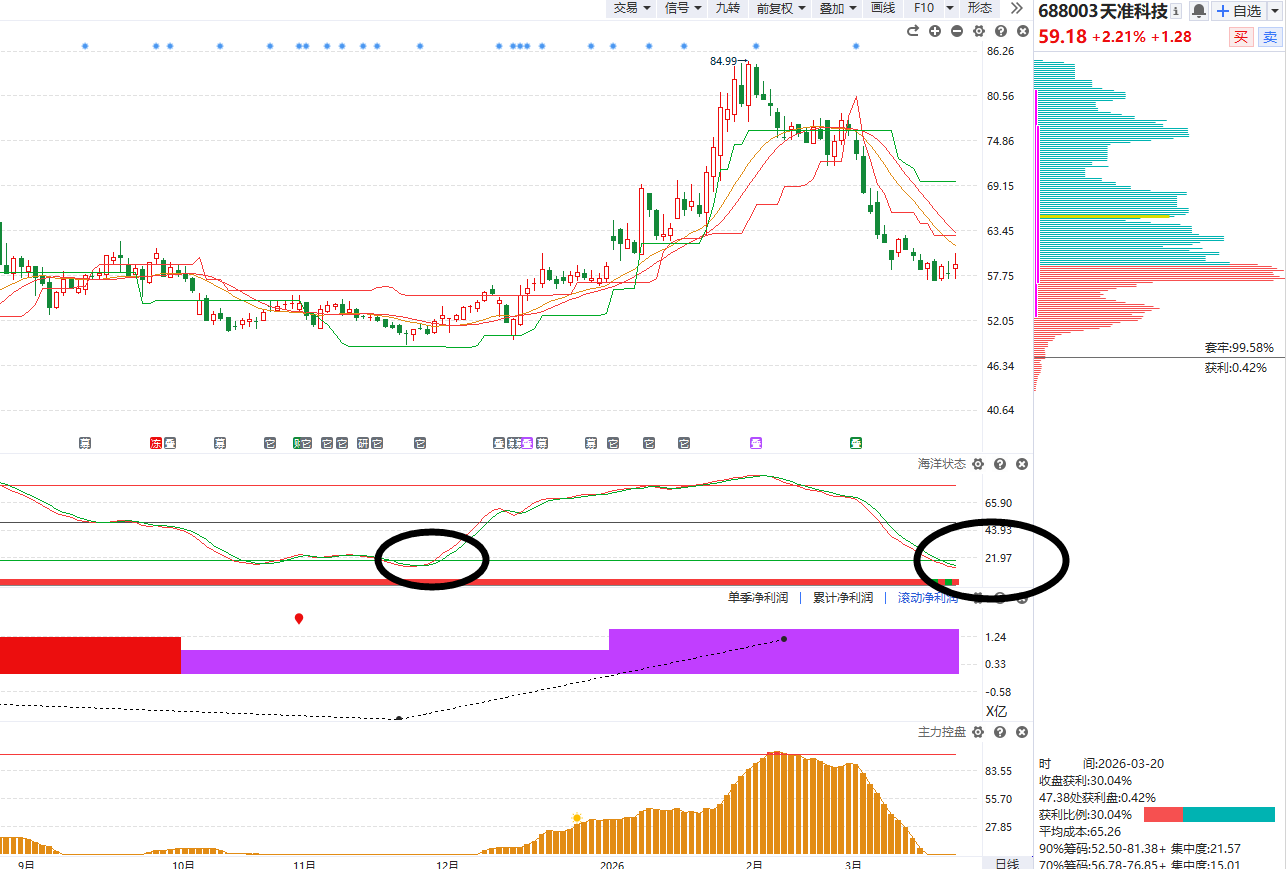 交易 信号 九转 前复权 叠加 画线 F10 形态
688003 天准科技 自选
59.18 +2.21% +1.28 买 卖
86.26
84.99
80.56
74.86
69.15
63.45
57.75
52.05
套牢:99.58%
46.34
获利:0.42%
40.64
海洋状态
65.90
43.93
21.97
单季净利润 | 累计净利润 | 滚动净利润
1.24
0.33
-0.58
X亿
主力控盘
83.55
55.70
27.85
时 间:2026-03-20
收盘获利:30.04%
47.38处获利盘:0.42%
获利比例:30.04%
平均成本:65.26
90%筹码:52.50-81.38+ 集中度:21.57
70%筹码:56.78-76.85+ 集中度:15.01
9月 10月 11月 12月 2026 2月 3月 日线